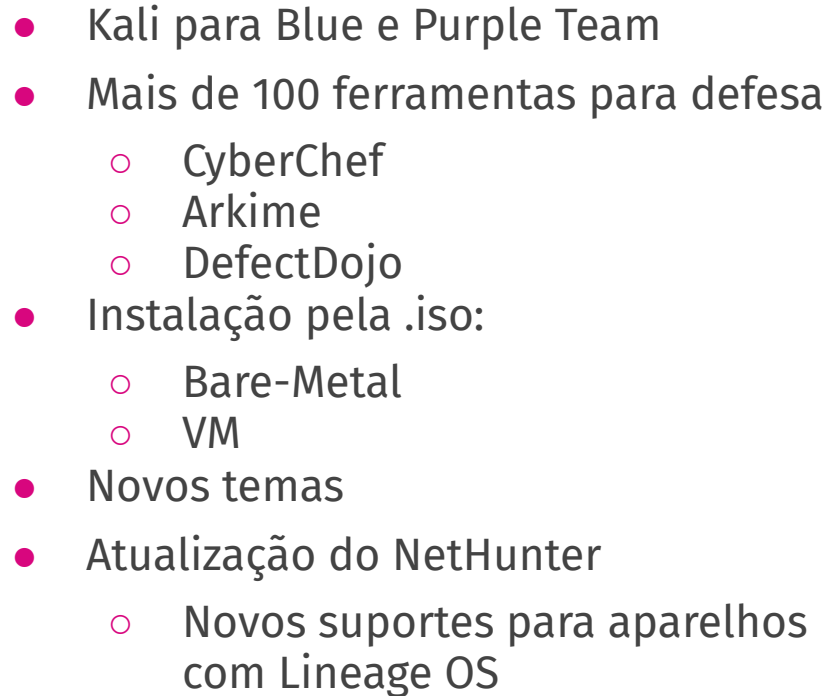 ● Kali para Blue e Purple Team
● Mais de 100 ferramentas para defesa
○ CyberChef
○ Arkime
○ DefectDojo
● Instalação pela .iso:
○ Bare-Metal
○ VM
● Novos temas
● Atualização do NetHunter
○ Novos suportes para aparelhos
com Lineage OS